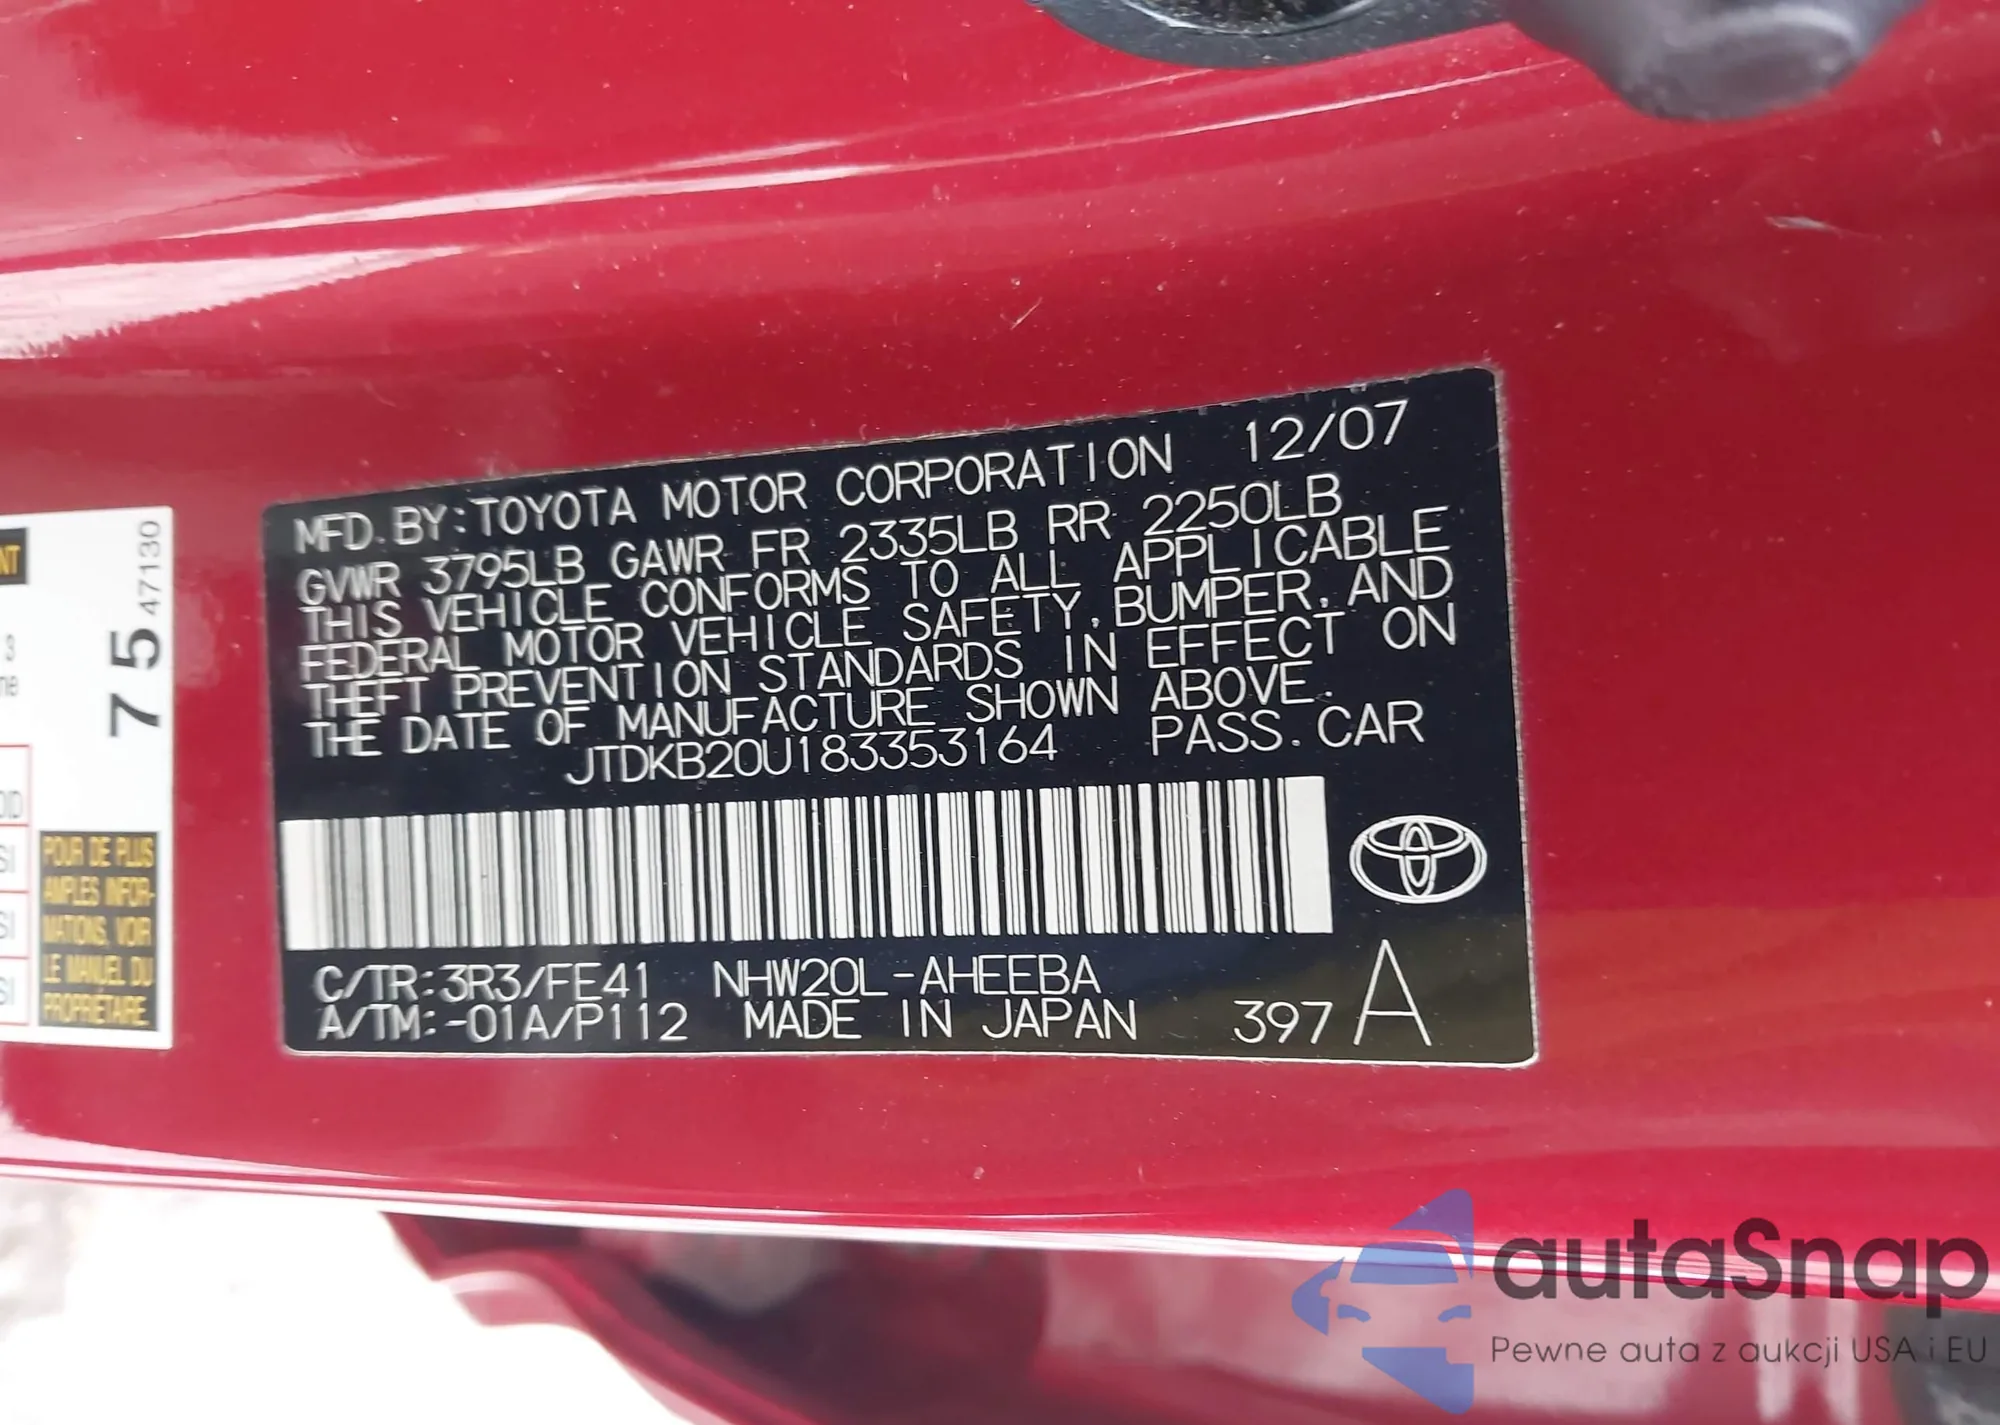 MFD. BY: TOYOTA MOTOR CORPORATION 12/07
GVWR 3795LB GAWR FR 2335LB RR 2250LB
THIS VEHICLE CONFORMS TO ALL APPLICABLE
FEDERAL MOTOR VEHICLE SAFETY, BUMPER, AND
THEFT PREVENTION STANDARDS IN EFFECT ON
THE DATE OF MANUFACTURE SHOWN ABOVE.
JTDKB20U183353164 PASS. CAR
C/TR:3R3/FE41 NHW20L-AHEEBA
A/TM:-01A/P112 MADE IN JAPAN 397 A
75 47130
POUR DE PLUS
AMPLES INFOR-
MATIONS, VOIR
LE MANUEL DU
PROPRIÉTAIRE.
autaSnap
Pewne auta z aukcji USA i EU